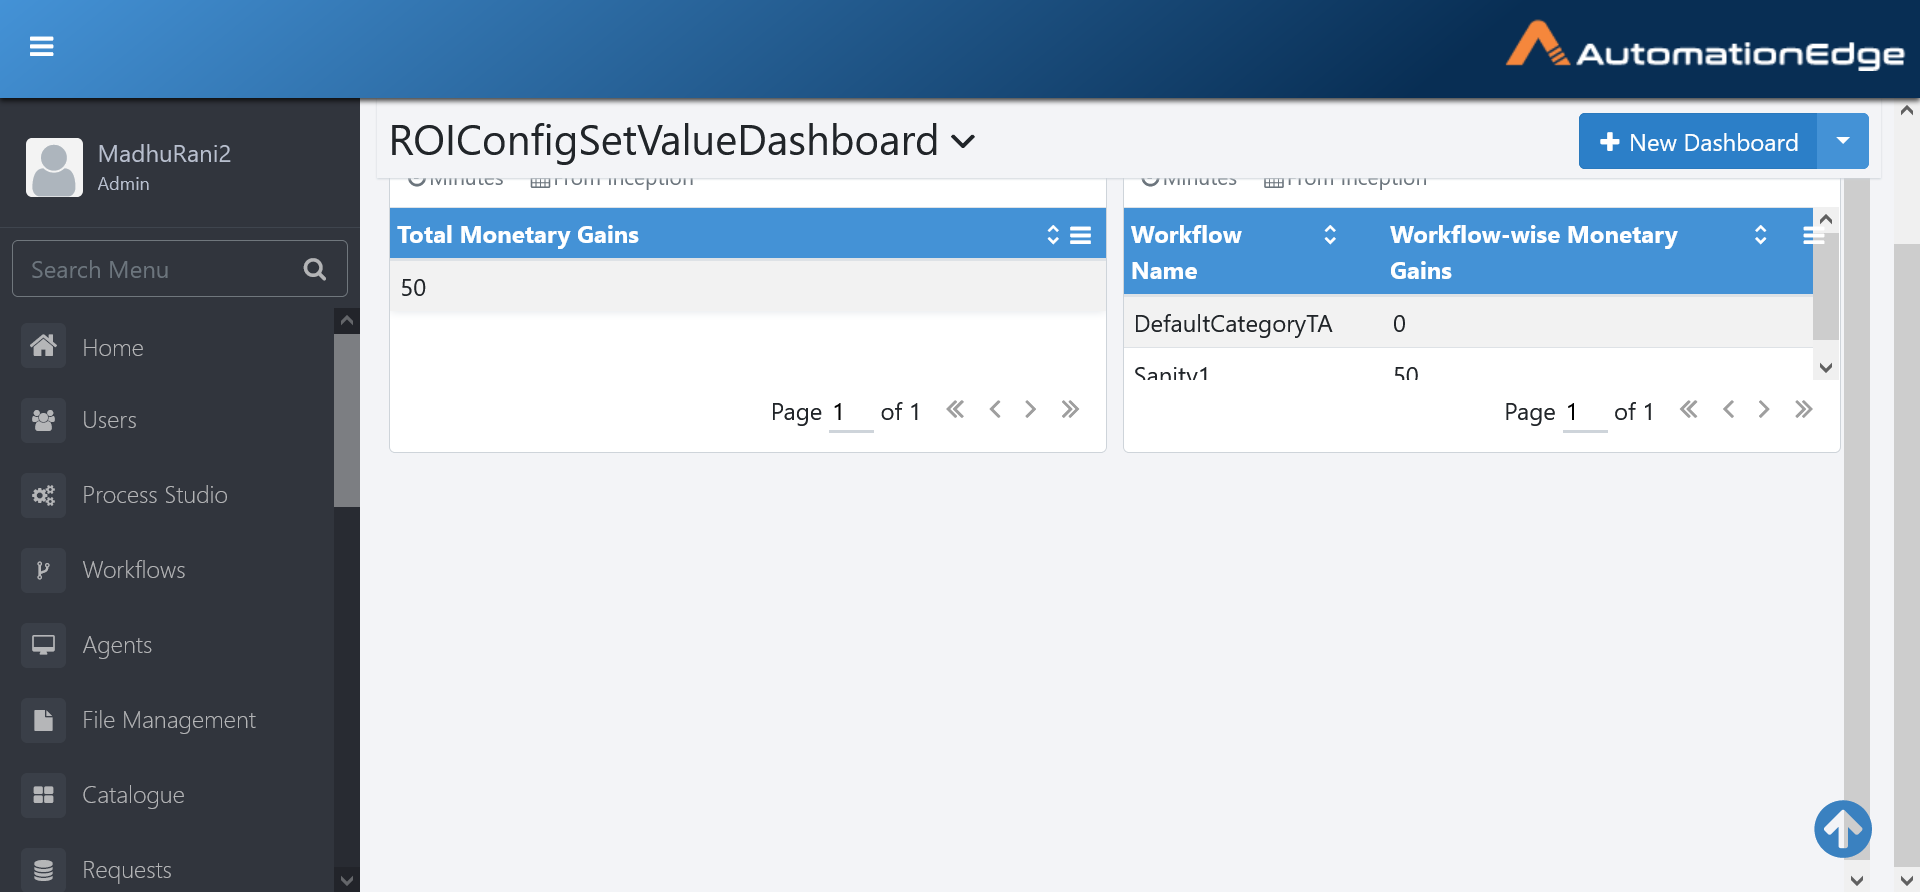 AutomationEdge
MadhuRani2
Admin
Search Menu
Home
Users
Process Studio
Workflows
Agents
File Management
Catalogue
Requests
ROIConfigSetValueDashboard
New Dashboard
Minutes From Inception
Total Monetary Gains
50
Page 1 of 1
Minutes From Inception
Workflow Name Workflow-wise Monetary Gains
DefaultCategoryTA 0
Sanity1 50
Page 1 of 1